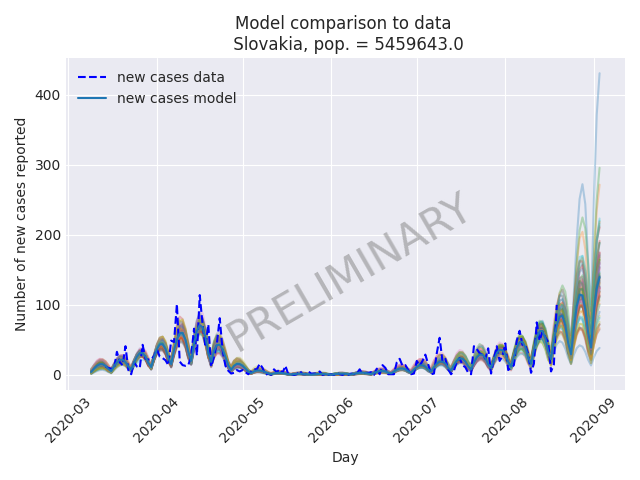 Model comparison to data
Slovakia, pop. = 5459643.0
new cases data
new cases model
Number of new cases reported
400
300
200
100
0
PRELIMINARY
2020-03
2020-04
2020-05
2020-06
2020-07
2020-08
2020-09
Day